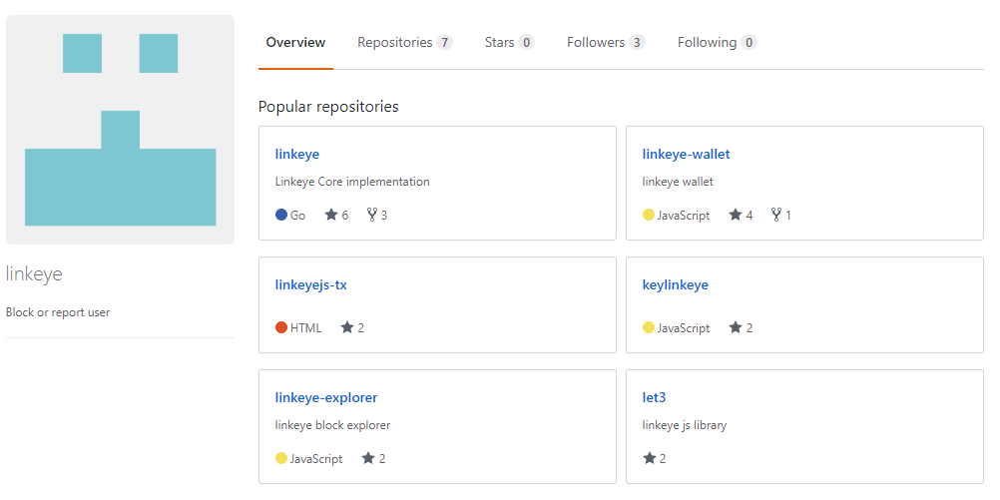 Overview Repositories 7 Stars 0 Followers 3 Following 0
Popular repositories
linkeye
Linkeye Core implementation
Go 6 3
linkeye-wallet
linkeye wallet
JavaScript 4 1
linkeyejs-tx
HTML 2
keylinkeye
JavaScript 2
linkeye-explorer
linkeye block explorer
JavaScript 2
let3
linkeye js library
2
linkeye
Block or report user